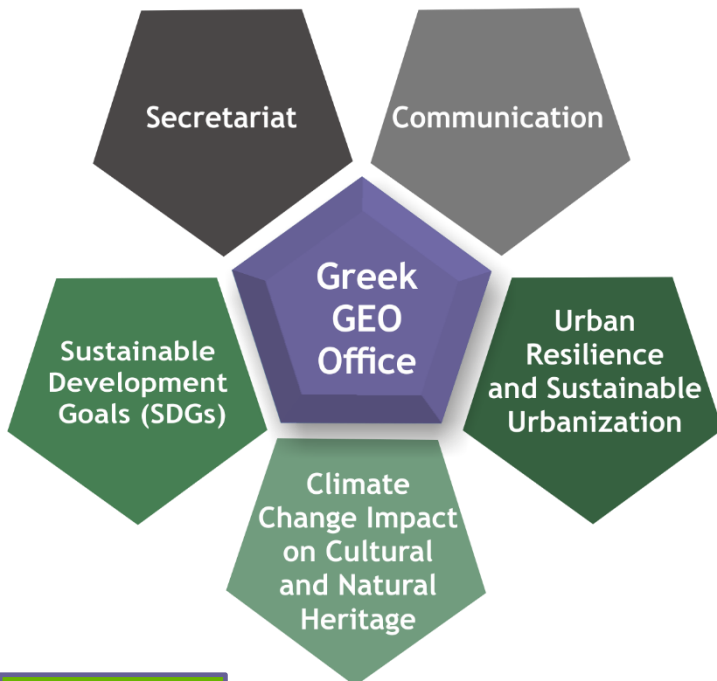 Secretariat
Communication
Greek
GEO
Office
Sustainable
Development
Goals (SDGs)
Urban
Resilience
and Sustainable
Urbanization
Climate
Change Impact
on Cultural
and Natural
Heritage